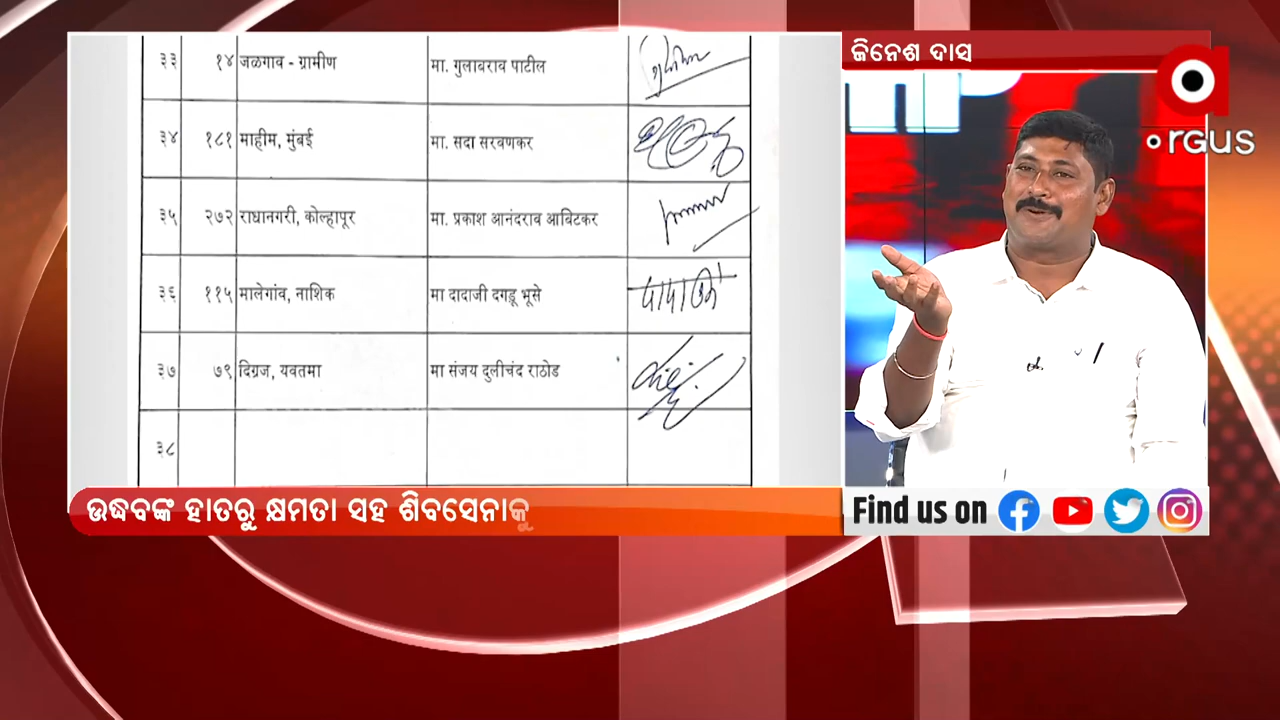 ३३ १४ जळगाव - ग्रामीण मा. गुलाबराव पाटील
३४ १८१ माहीम, मुंबई मा. सदा सरवणकर
३५ २७२ राधानगरी, कोल्हापूर मा. प्रकाश आनंदराव आबिटकर
३६ ११५ मालेगांव, नाशिक मा दादाजी दगडू भूसे
३७ ७९ दिग्रज, यवतमा मा संजय दुलीचंद राठोड
३८
ଜିନେଶ ଦାସ
a
orgus
ଉଦ୍ଧବଙ୍କ ହାତରୁ କ୍ଷମତା ସହ ଶିବସେନାକୁ
Find us on